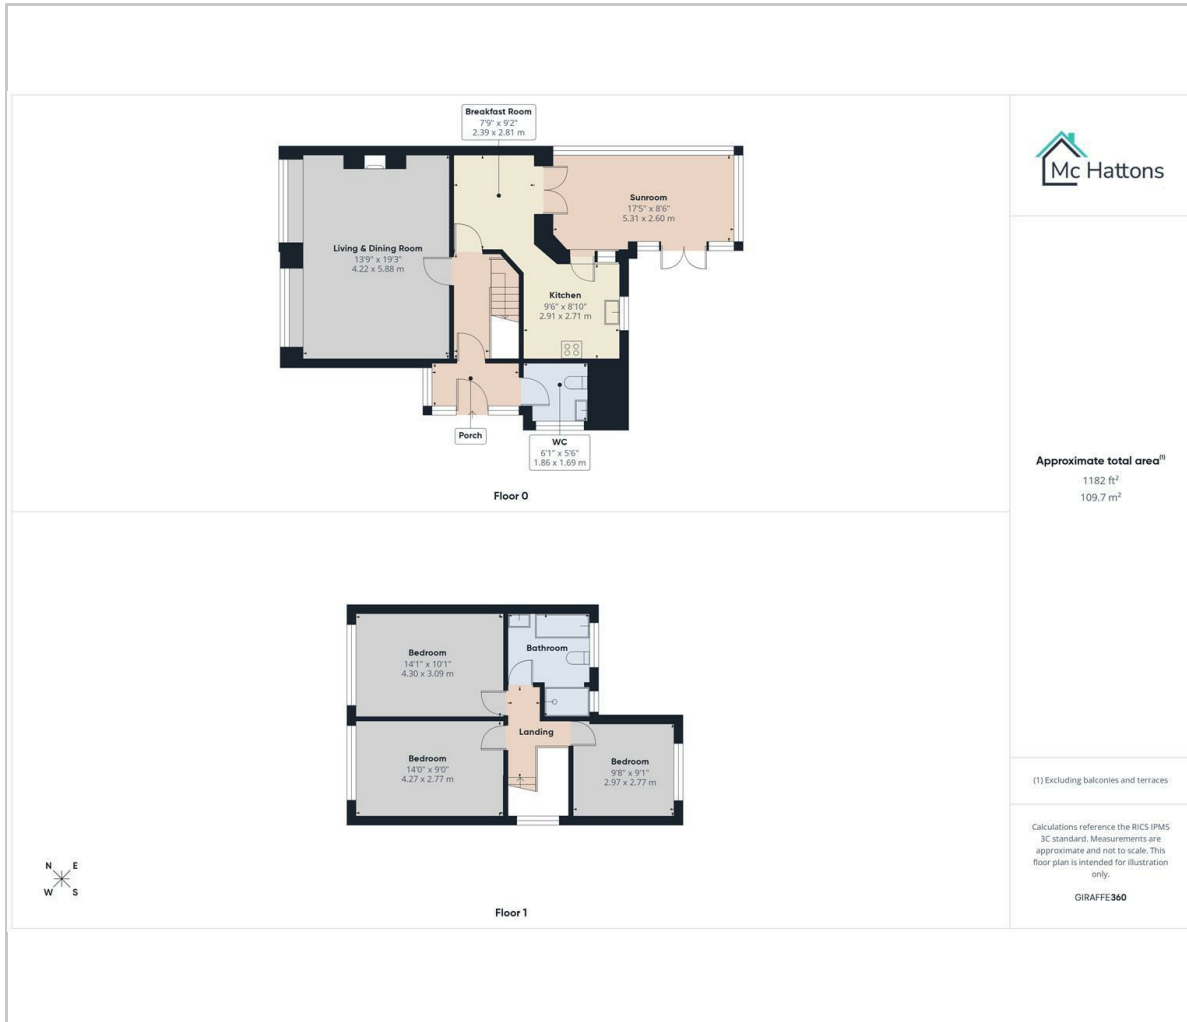 Breakfast Room
7'9" x 9'2"
2.39 x 2.81 m
Sunroom
17'5" x 8'6"
5.31 x 2.60 m
Living & Dining Room
13'9" x 19'3"
4.22 x 5.88 m
Kitchen
9'6" x 8'10"
2.91 x 2.71 m
Porch
WC
6'1" x 5'6"
1.86 x 1.69 m
Floor 0
Bedroom
14'1" x 10'1"
4.30 x 3.09 m
Bathroom
Landing
Bedroom
14'0" x 9'0"
4.27 x 2.77 m
Bedroom
9'8" x 9'1"
2.97 x 2.77 m
N E
W S
Floor 1
Mc Hattons
Approximate total area(1)
1182 ft²
109.7 m²
(1) Excluding balconies and terraces
Calculations reference the RICS IPMS
3C standard. Measurements are
approximate and not to scale. This
floor plan is intended for illustration
only.
GIRAFFE360